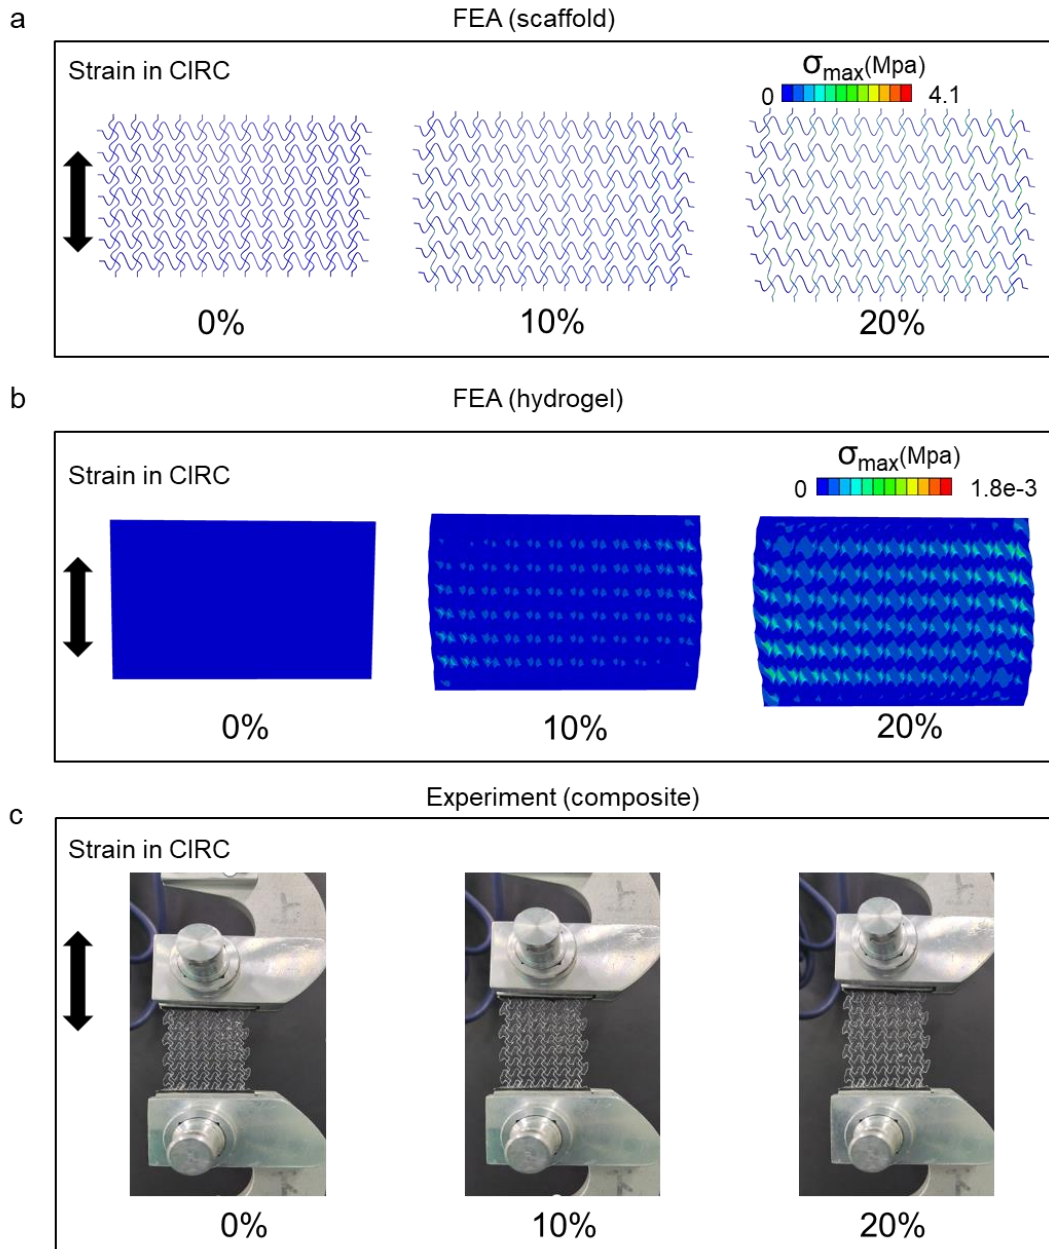 a
FEA (scaffold)
Strain in CIRC
σmax(Mpa)
0
4.1
0%
10%
20%
b
FEA (hydrogel)
Strain in CIRC
σmax(Mpa)
0
1.8e-3
0%
10%
20%
c
Experiment (composite)
Strain in CIRC
0%
10%
20%